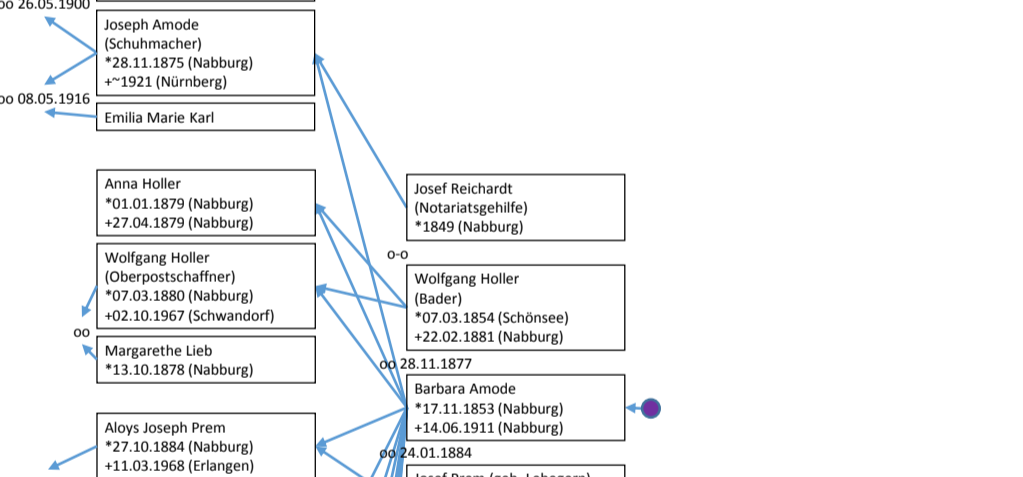 oo 26.05.1900
Joseph Amode
(Schuhmacher)
*28.11.1875 (Nabburg)
+~1921 (Nürnberg)
oo 08.05.1916
Emilia Marie Karl
Anna Holler
*01.01.1879 (Nabburg)
+27.04.1879 (Nabburg)
Wolfgang Holler
(Oberpostschaffner)
*07.03.1880 (Nabburg)
+02.10.1967 (Schwandorf)
oo
Margarethe Lieb
*13.10.1878 (Nabburg)
Aloys Joseph Prem
*27.10.1884 (Nabburg)
+11.03.1968 (Erlangen)
Josef Reichardt
(Notariatsgehilfe)
*1849 (Nabburg)
o-o
Wolfgang Holler
(Bader)
*07.03.1854 (Schönsee)
+22.02.1881 (Nabburg)
oo 28.11.1877
Barbara Amode
*17.11.1853 (Nabburg)
+14.06.1911 (Nabburg)
oo 24.01.1884
Josef Prem (geb. Lobogern)